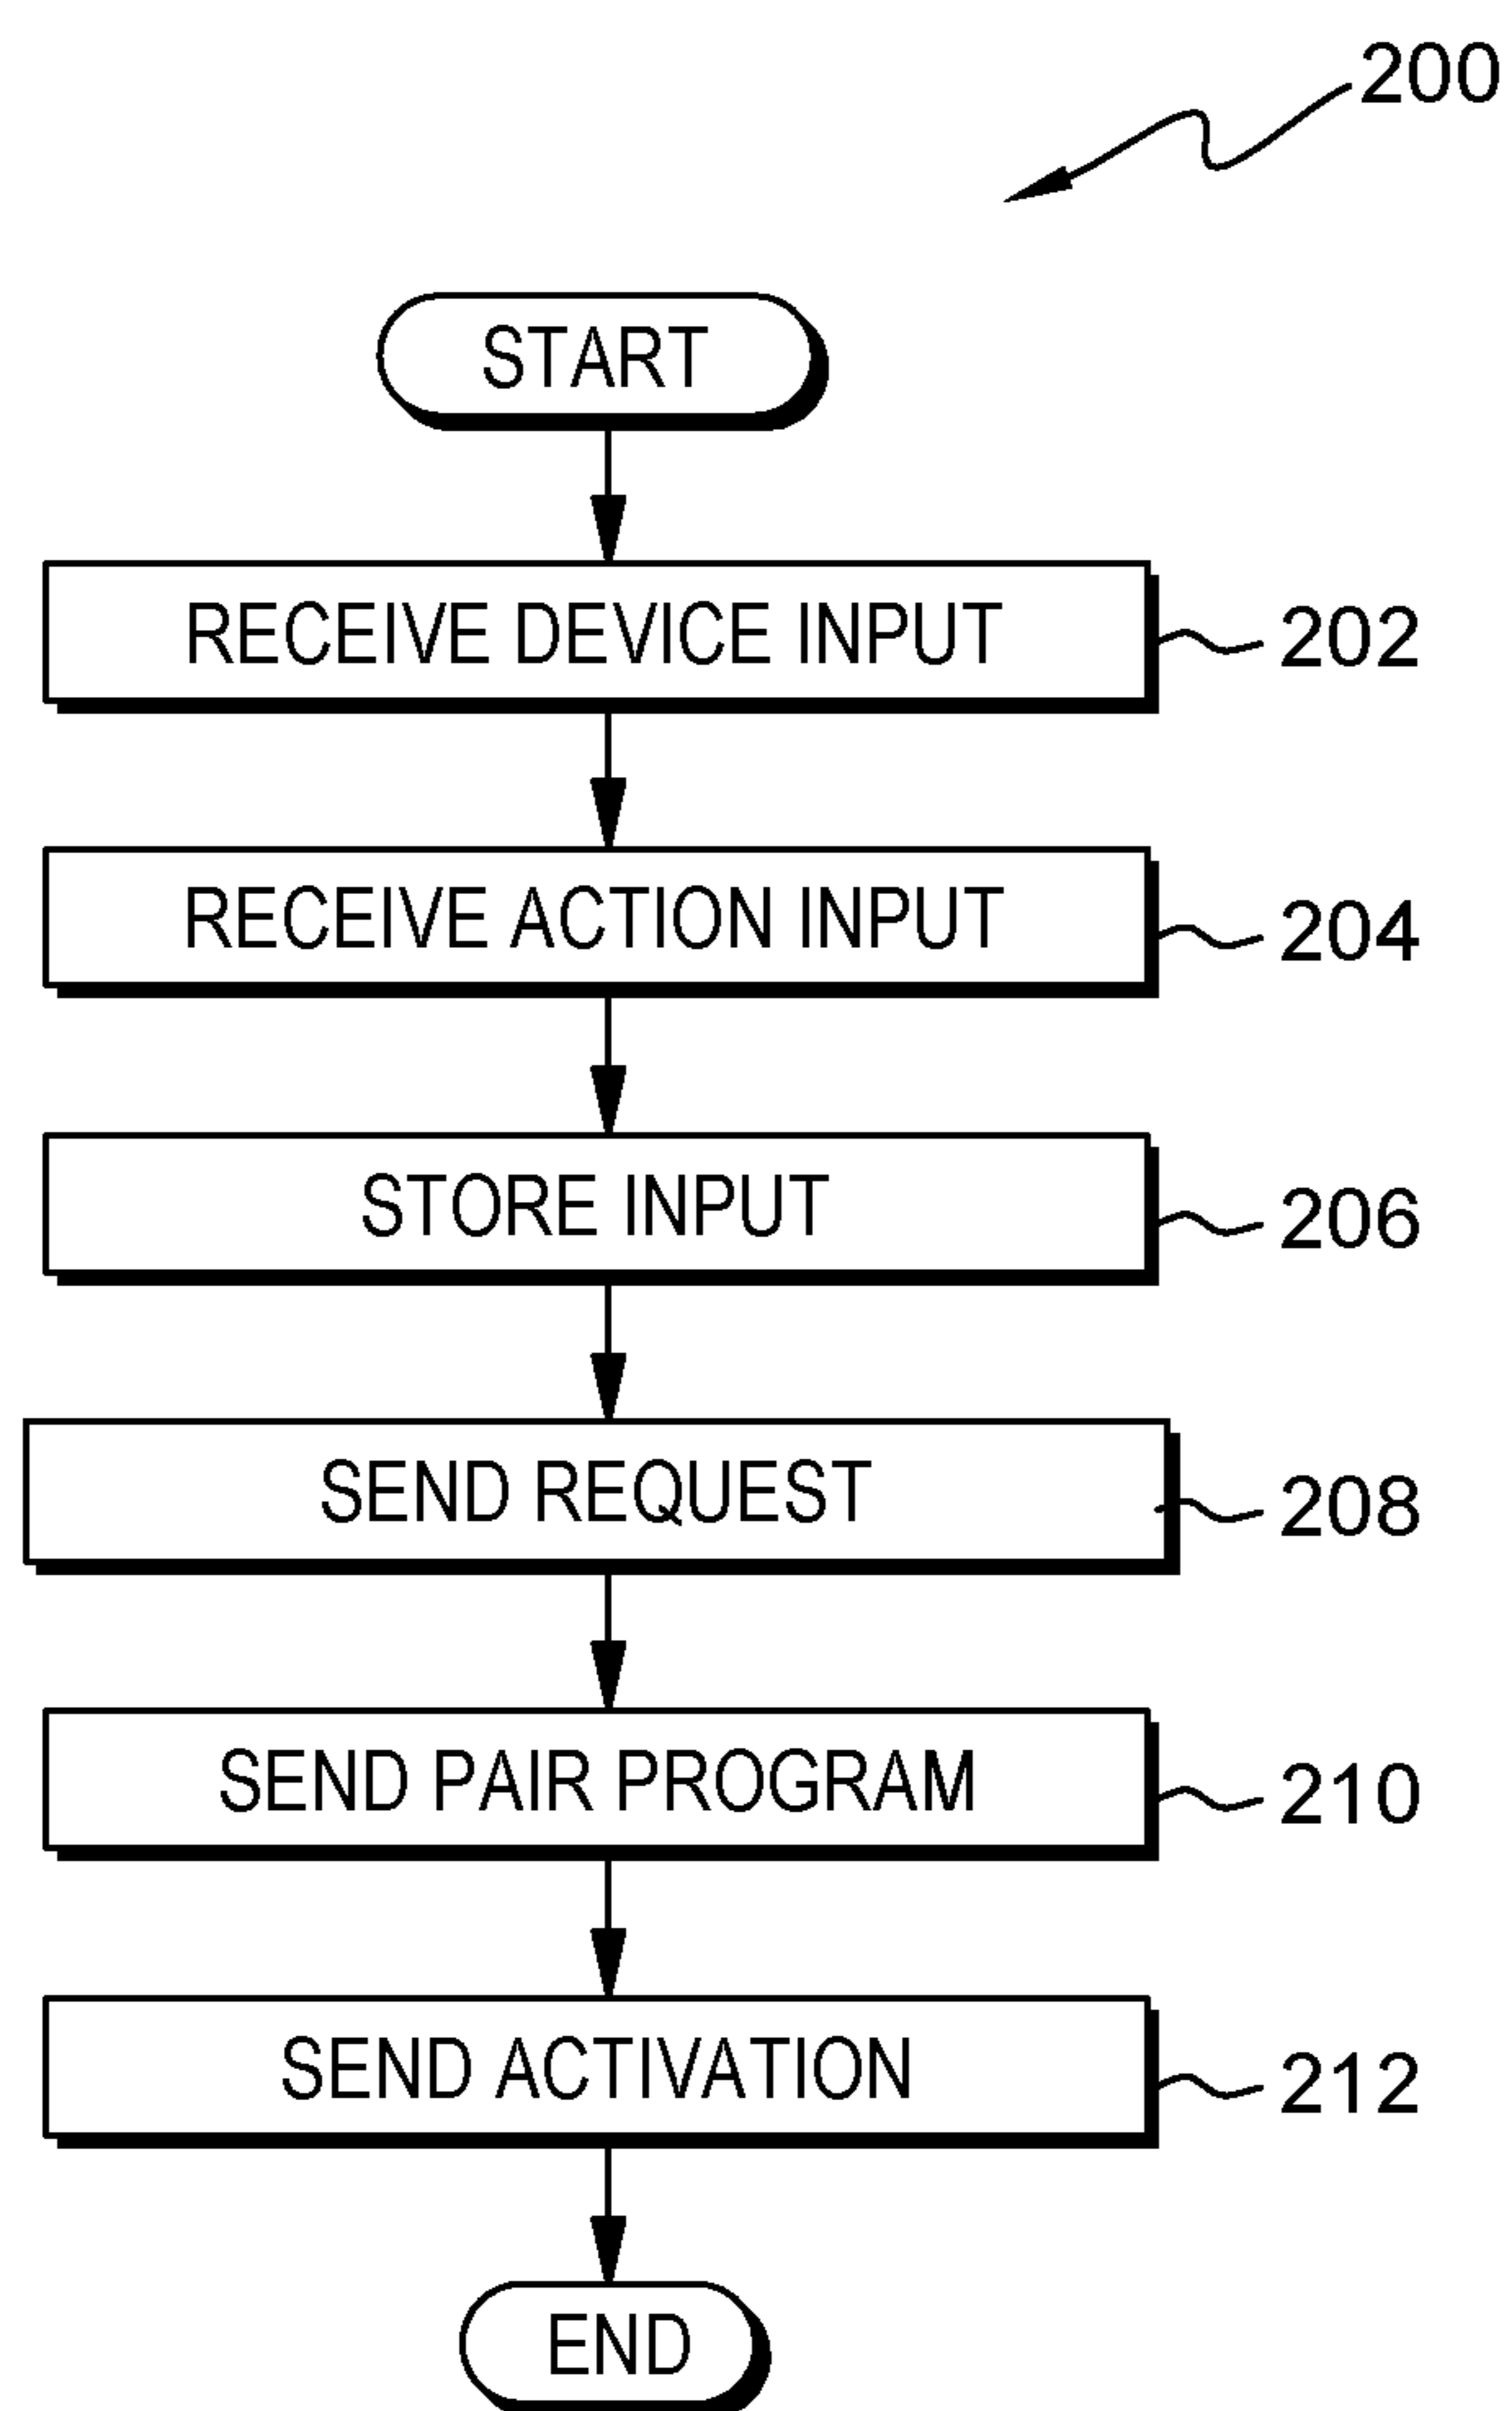 200
START
RECEIVE DEVICE INPUT
202
RECEIVE ACTION INPUT
204
STORE INPUT
206
SEND REQUEST
208
SEND PAIR PROGRAM
210
SEND ACTIVATION
212
END